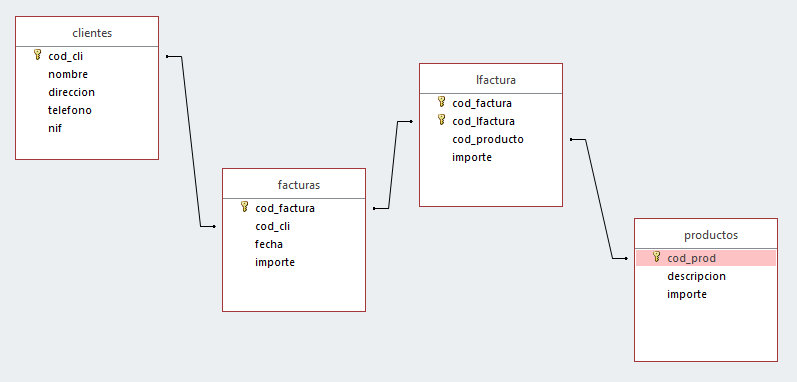 clientes
cod_cli
nombre
direccion
telefono
nif
facturas
cod_factura
cod_cli
fecha
importe
lfactura
cod_factura
cod_lfactura
cod_producto
importe
productos
cod_prod
descripcion
importe